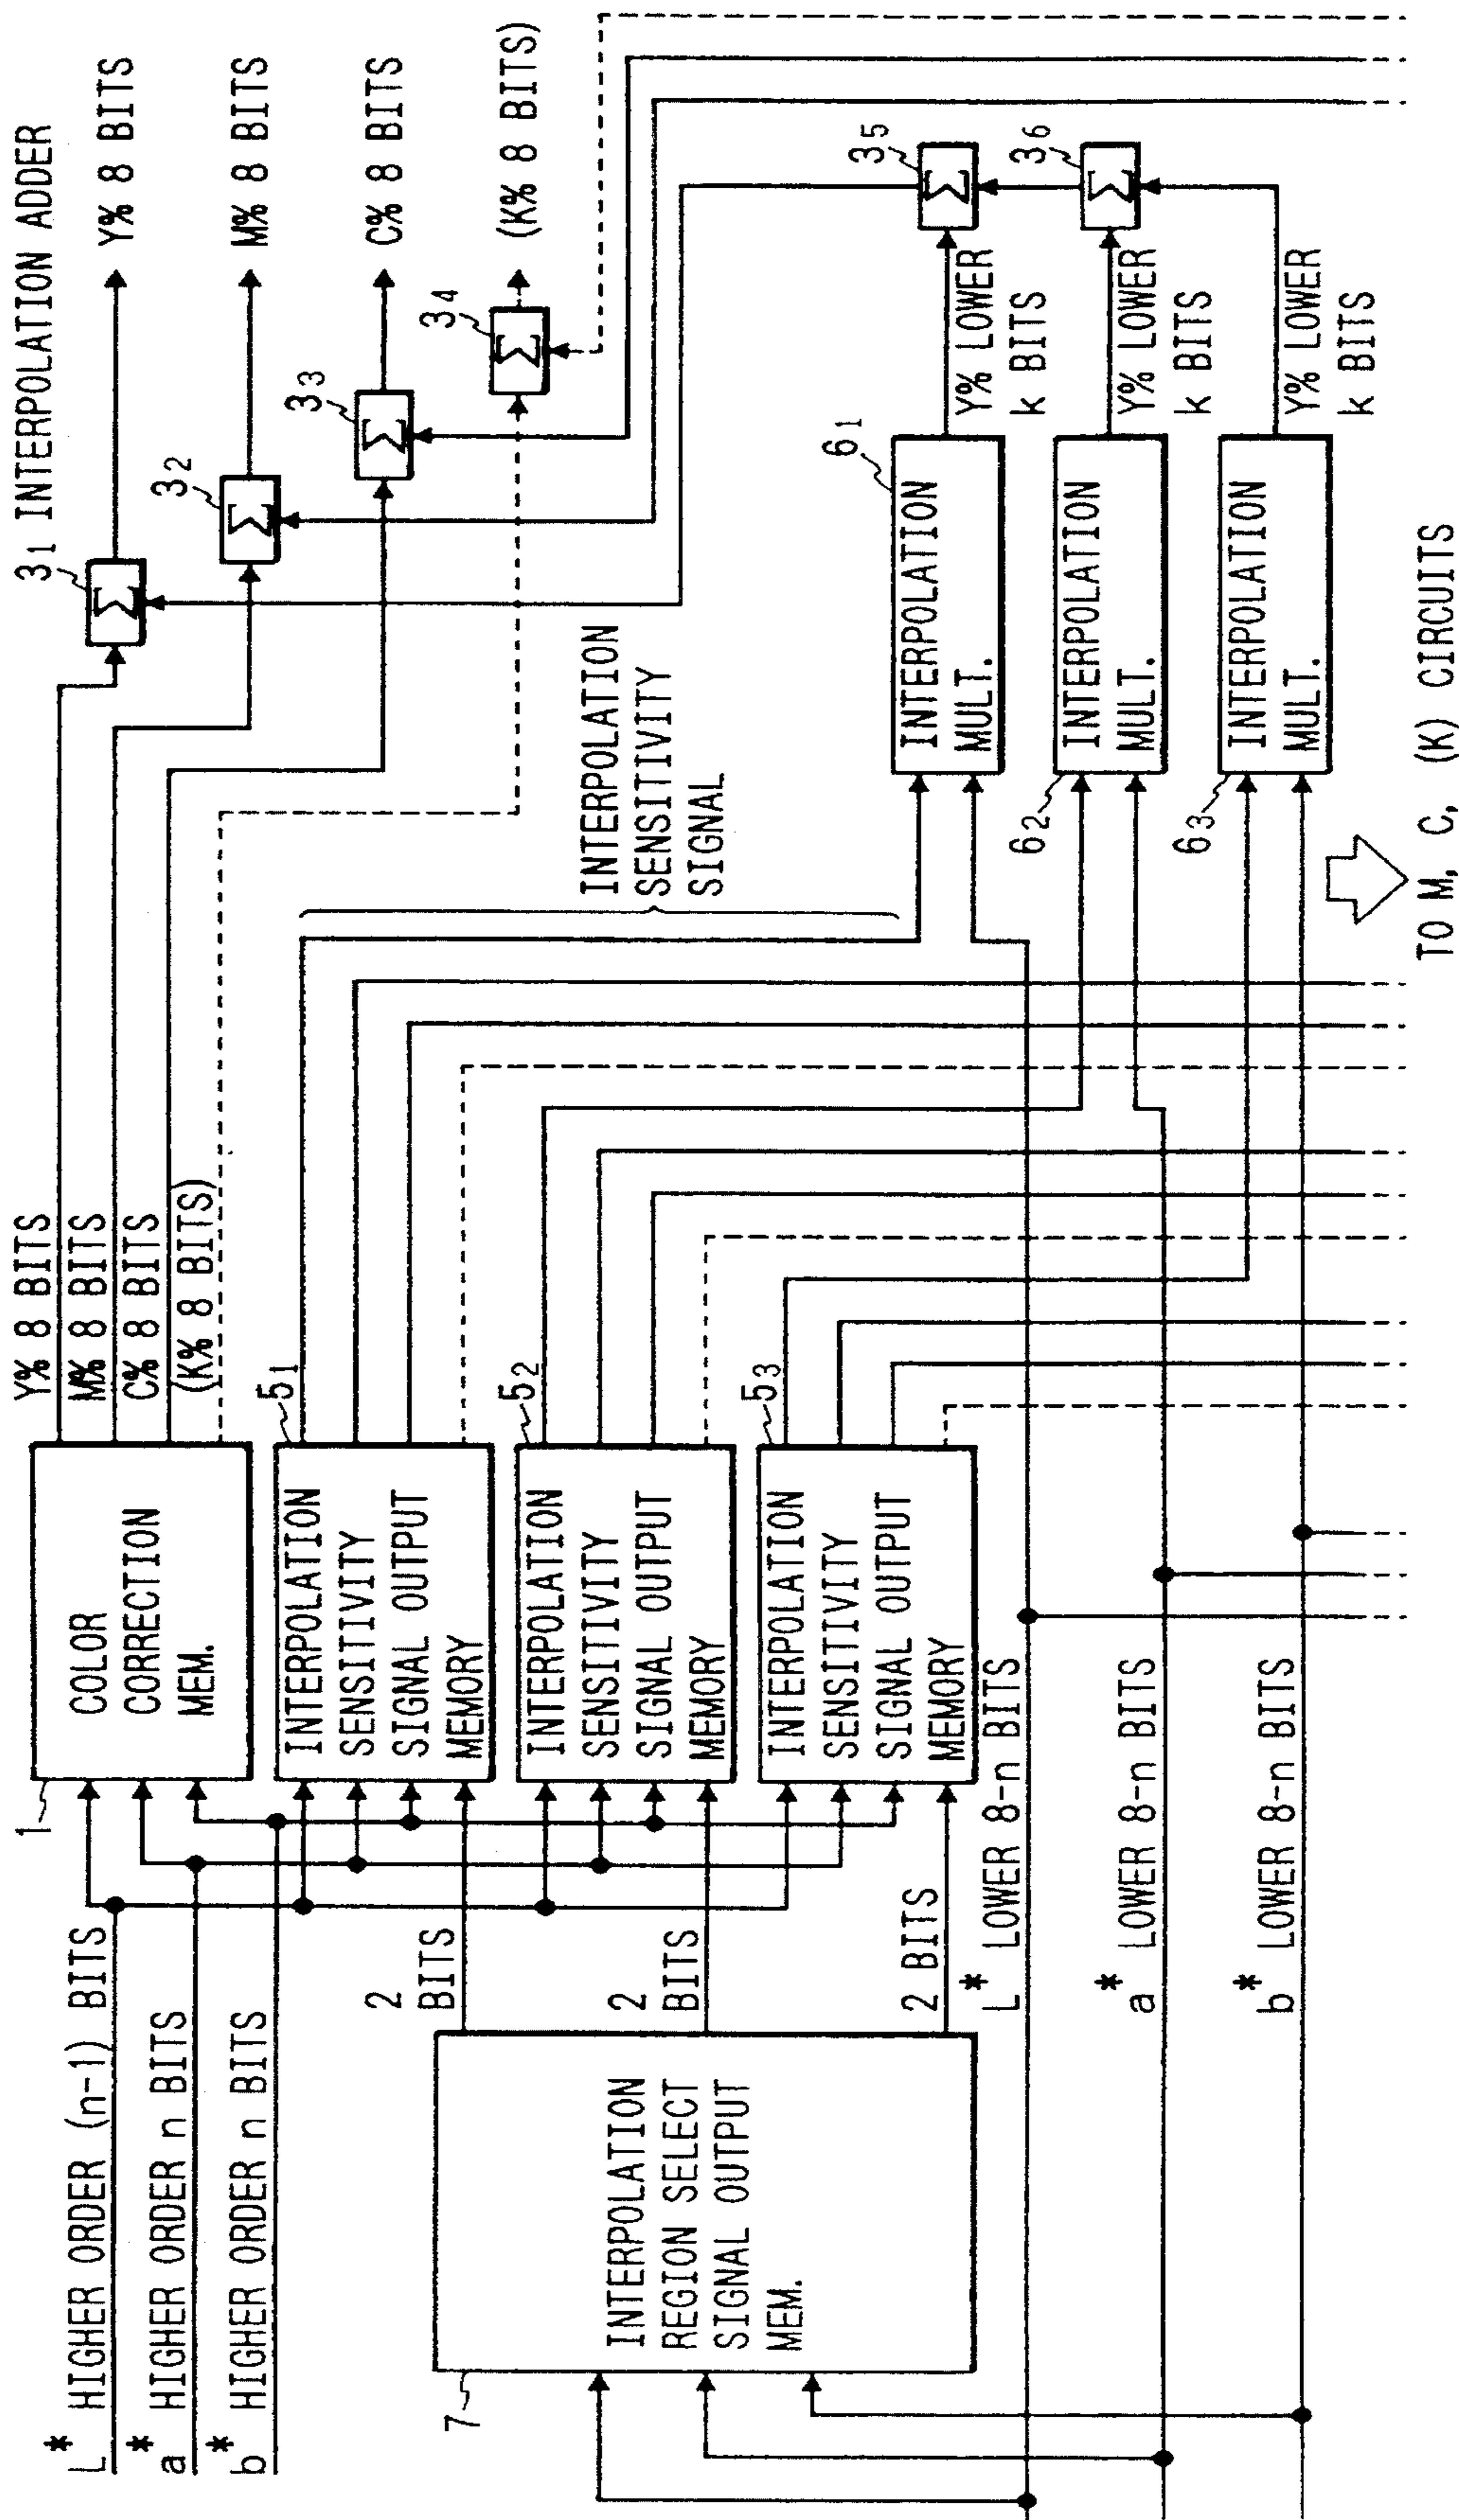 L* HIGHER ORDER (n-1) BITS
a* HIGHER ORDER n BITS
b* HIGHER ORDER n BITS
1
COLOR
CORRECTION
MEM.
Y% 8 BITS
M% 8 BITS
C% 8 BITS
(K% 8 BITS)
31 INTERPOLATION ADDER
Σ
Y% 8 BITS
32
Σ
M% 8 BITS
33
Σ
C% 8 BITS
34
Σ
(K% 8 BITS)
7
INTERPOLATION
REGION SELECT
SIGNAL OUTPUT
MEM.
2
BITS
2
BITS
2 BITS
51
INTERPOLATION
SENSITIVITY
SIGNAL OUTPUT
MEMORY
52
INTERPOLATION
SENSITIVITY
SIGNAL OUTPUT
MEMORY
53
INTERPOLATION
SENSITIVITY
SIGNAL OUTPUT
MEMORY
INTERPOLATION
SENSITIVITY
SIGNAL
61
INTERPOLATION
MULT.
Y% LOWER
k BITS
35
Σ
62
INTERPOLATION
MULT.
Y% LOWER
k BITS
36
Σ
63
INTERPOLATION
MULT.
Y% LOWER
k BITS
L* LOWER 8-n BITS
a* LOWER 8-n BITS
b* LOWER 8-n BITS
TO M, C, (K) CIRCUITS